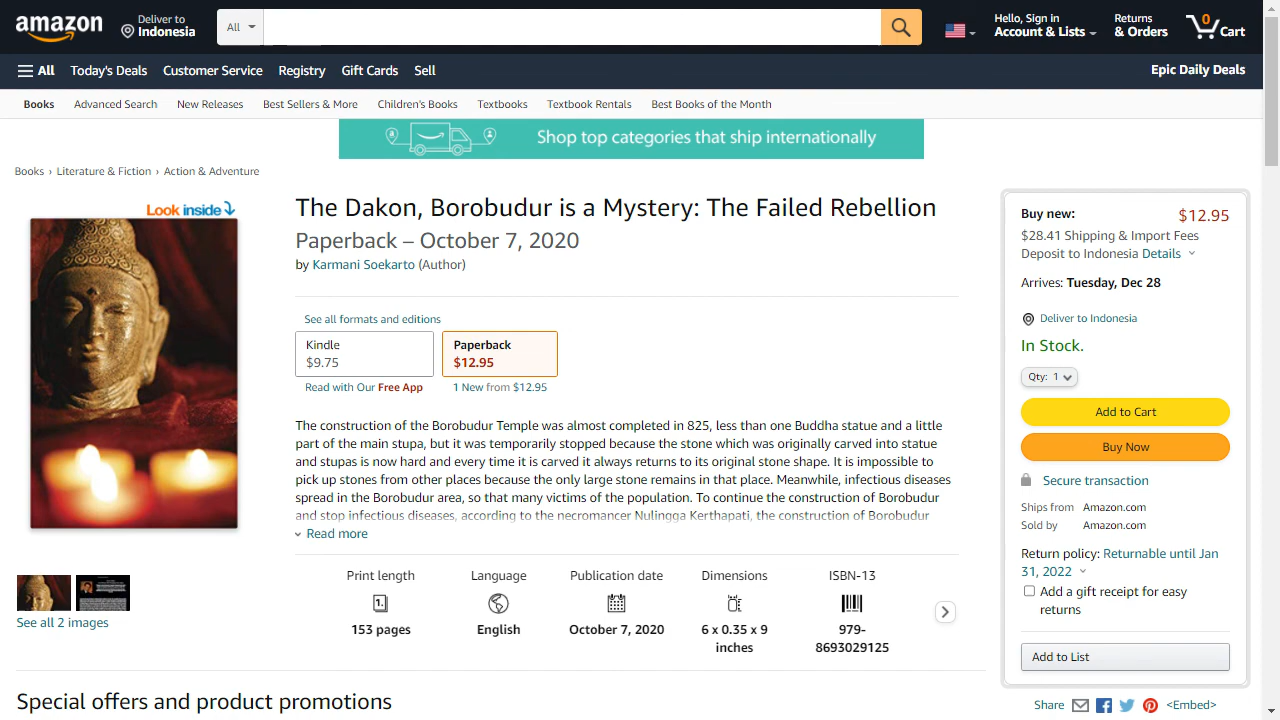 amazon
Deliver to
Indonesia
All
Hello, Sign in
Account & Lists
Returns
& Orders
0
Cart
All
Today's Deals
Customer Service
Registry
Gift Cards
Sell
Epic Daily Deals
Books
Advanced Search
New Releases
Best Sellers & More
Children's Books
Textbooks
Textbook Rentals
Best Books of the Month
Shop top categories that ship internationally
Books › Literature & Fiction › Action & Adventure
Look inside
The Dakon, Borobudur is a Mystery: The Failed Rebellion
Paperback – October 7, 2020
by Karmani Soekarto (Author)
See all formats and editions
Kindle
$9.75
Read with Our Free App
Paperback
$12.95
1 New from $12.95
The construction of the Borobudur Temple was almost completed in 825, less than one Buddha statue and a little
part of the main stupa, but it was temporarily stopped because the stone which was originally carved into statue
and stupas is now hard and every time it is carved it always returns to its original stone shape. It is impossible to
pick up stones from other places because the only large stone remains in that place. Meanwhile, infectious diseases
spread in the Borobudur area, so that many victims of the population. To continue the construction of Borobudur
and stop infectious diseases, according to the necromancer Nulingga Kerthapati, the construction of Borobudur
Read more
Print length
153 pages
Language
English
Publication date
October 7, 2020
Dimensions
6 x 0.35 x 9
inches
ISBN-13
979-
8693029125
See all 2 images
Special offers and product promotions
Buy new:
$12.95
$28.41 Shipping & Import Fees
Deposit to Indonesia Details
Arrives: Tuesday, Dec 28
Deliver to Indonesia
In Stock.
Qty: 1
Add to Cart
Buy Now
Secure transaction
Ships from Amazon.com
Sold by Amazon.com
Return policy: Returnable until Jan
31, 2022
Add a gift receipt for easy
returns
Add to List
Share
<Embed>